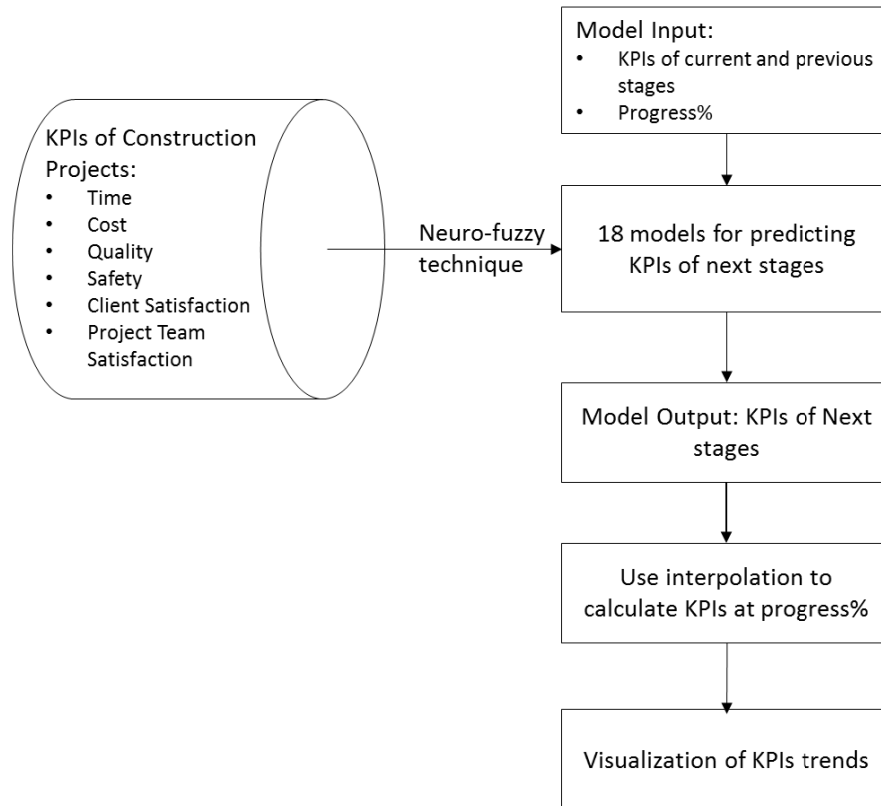 Model Input:
• KPIs of current and previous
stages
• Progress%
KPIs of Construction
Projects:
• Time
• Cost
• Quality
• Safety
• Client Satisfaction
• Project Team
Satisfaction
Neuro-fuzzy
technique
18 models for predicting
KPIs of next stages
Model Output: KPIs of Next
stages
Use interpolation to
calculate KPIs at progress%
Visualization of KPIs trends